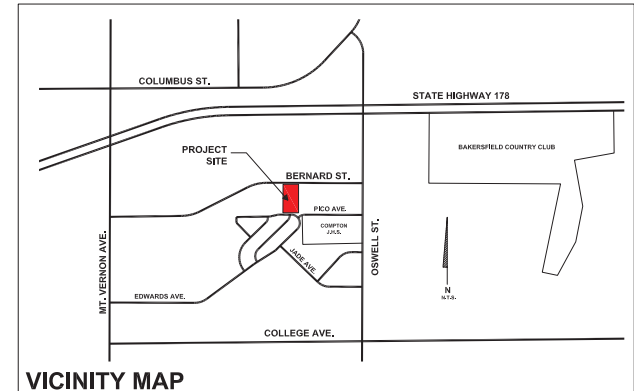 COLUMBUS ST.
STATE HIGHWAY 178
PROJECT
SITE
BAKERSFIELD COUNTRY CLUB
BERNARD ST.
PICO AVE.
COMPTON
J.H.S.
MT. VERNON AVE.
OSWELL ST.
JADE AVE.
EDWARDS AVE.
N
N.T.S.
COLLEGE AVE.
VICINITY MAP